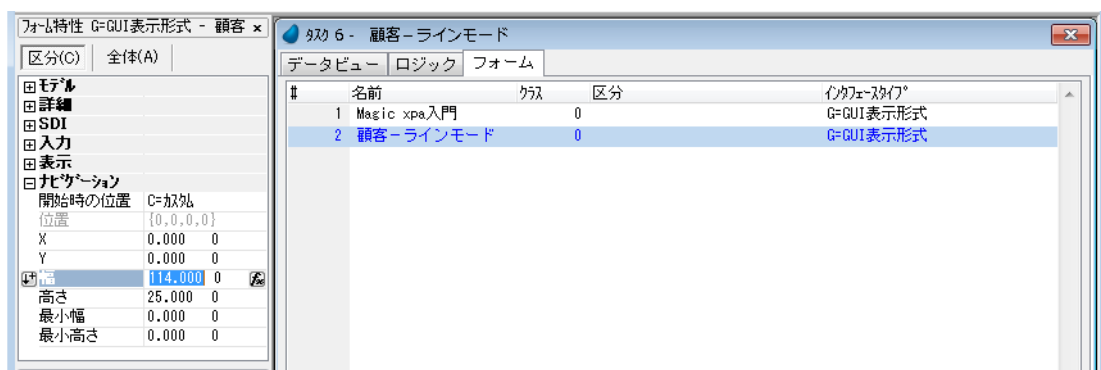 ﾌｫｰﾑ特性 G=GUI表示形式 - 顧客 x
区分(C) 全体(A)
ﾓﾃﾞﾙ
詳細
SDI
入力
表示
ﾅﾋﾞｹﾞｰｼｮﾝ
開始時の位置 C=ｶｽﾀﾑ
位置 {0,0,0,0}
X 0.000 0
Y 0.000 0
幅 114.000 0 fx
高さ 25.000 0
最小幅 0.000 0
最小高さ 0.000 0
ﾀｽｸ 6 - 顧客－ラインモード
データビュー ロジック フォーム
# 名前 ｸﾗｽ 区分 ｲﾝﾀﾌｪｰｽﾀｲﾌﾟ
1 Magic xpa入門 0 G=GUI表示形式
2 顧客－ラインモード 0 G=GUI表示形式